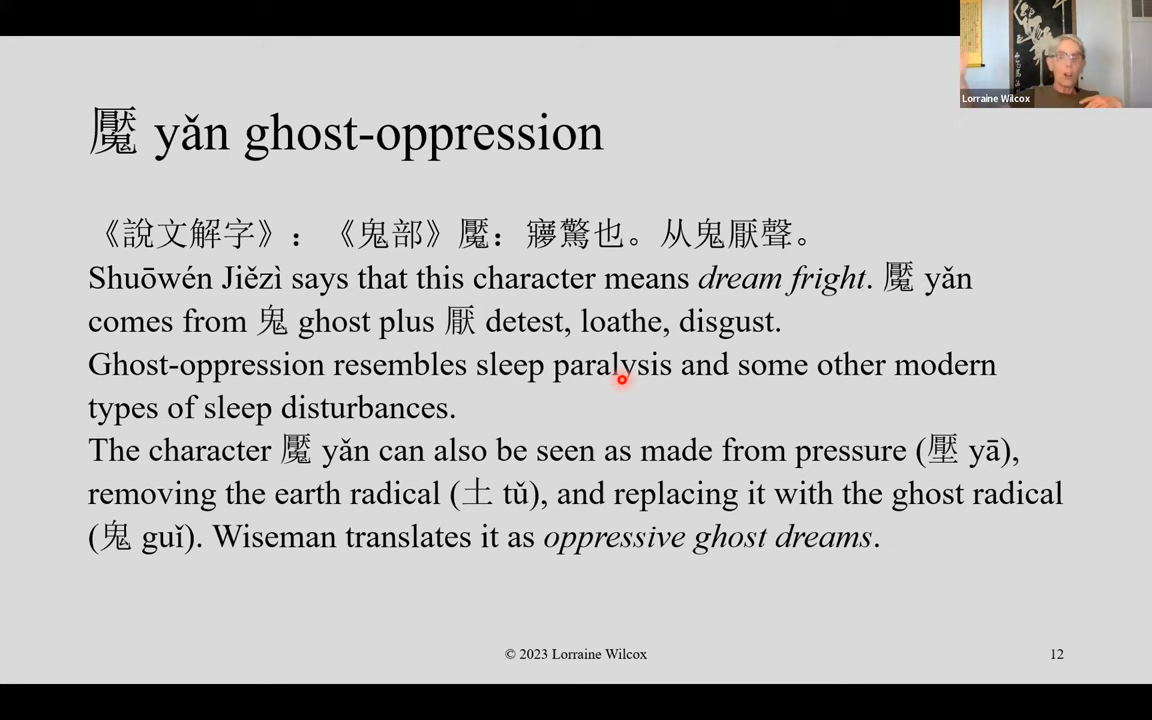 Lorraine Wilcox
魘 yǎn ghost-oppression
《說文解字》：《鬼部》魘：㝱驚也。从鬼厭聲。
Shuōwén Jiězì says that this character means dream fright. 魘 yǎn
comes from 鬼 ghost plus 厭 detest, loathe, disgust.
Ghost-oppression resembles sleep paralysis and some other modern
types of sleep disturbances.
The character 魘 yǎn can also be seen as made from pressure (壓 yā),
removing the earth radical (土 tǔ), and replacing it with the ghost radical
(鬼 guǐ). Wiseman translates it as oppressive ghost dreams.
© 2023 Lorraine Wilcox
12